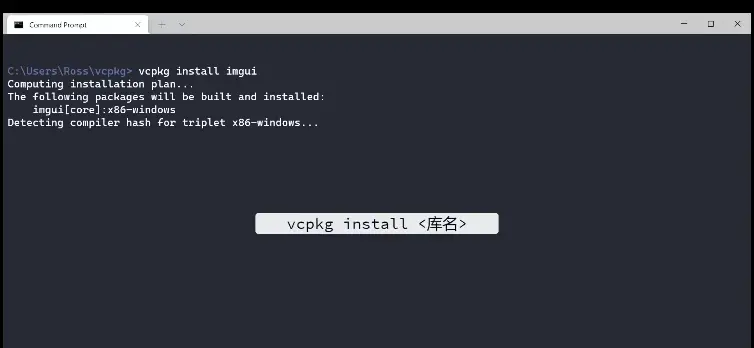 Command Prompt
C:\Users\Ross\vcpkg> vcpkg install imgui
Computing installation plan...
The following packages will be built and installed:
    imgui[core]:x86-windows
Detecting compiler hash for triplet x86-windows...
vcpkg install <库名>